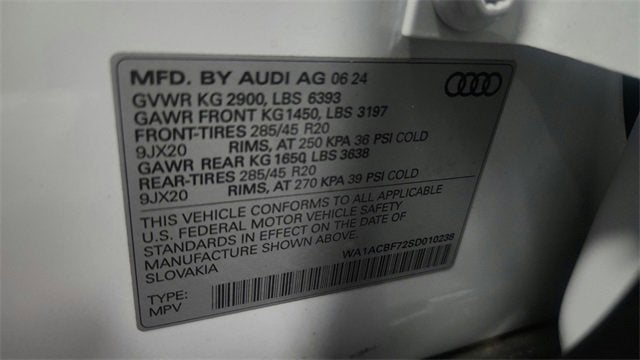 MFD. BY AUDI AG 06 24
GVWR KG 2900, LBS 6393
GAWR FRONT KG1450, LBS 3197
FRONT-TIRES 285/45 R20
9JX20 RIMS, AT 250 KPA 36 PSI COLD
GAWR REAR KG 1650, LBS 3638
REAR-TIRES 285/45 R20
9JX20 RIMS, AT 270 KPA 39 PSI COLD
THIS VEHICLE CONFORMS TO ALL APPLICABLE
U.S. FEDERAL MOTOR VEHICLE SAFETY
STANDARDS IN EFFECT ON THE DATE OF
MANUFACTURE SHOWN ABOVE.
SLOVAKIA
WA1ACBF72SD010238
TYPE:
MPV